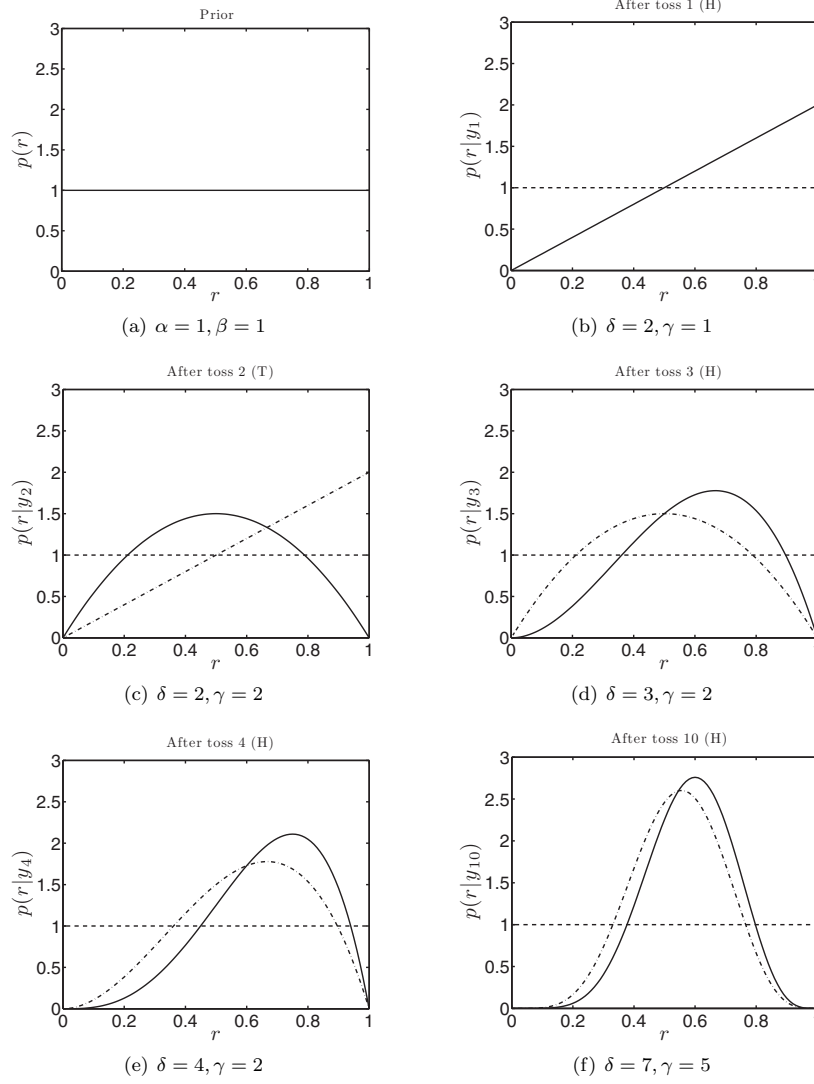 Prior
3
2.5
2
1.5
1
0.5
0
p(r)
0 0.2 0.4 0.6 0.8 1
r
(a) α = 1, β = 1
After toss 1 (H)
3
2.5
2
1.5
1
0.5
0
p(r|y₁)
0 0.2 0.4 0.6 0.8
r
(b) δ = 2, γ = 1
After toss 2 (T)
3
2.5
2
1.5
1
0.5
0
p(r|y₂)
0 0.2 0.4 0.6 0.8 1
r
(c) δ = 2, γ = 2
After toss 3 (H)
3
2.5
2
1.5
1
0.5
0
p(r|y₃)
0 0.2 0.4 0.6 0.8
r
(d) δ = 3, γ = 2
After toss 4 (H)
3
2.5
2
1.5
1
0.5
0
p(r|y₄)
0 0.2 0.4 0.6 0.8 1
r
(e) δ = 4, γ = 2
After toss 10 (H)
3
2.5
2
1.5
1
0.5
0
p(r|y₁₀)
0 0.2 0.4 0.6 0.8
r
(f) δ = 7, γ = 5